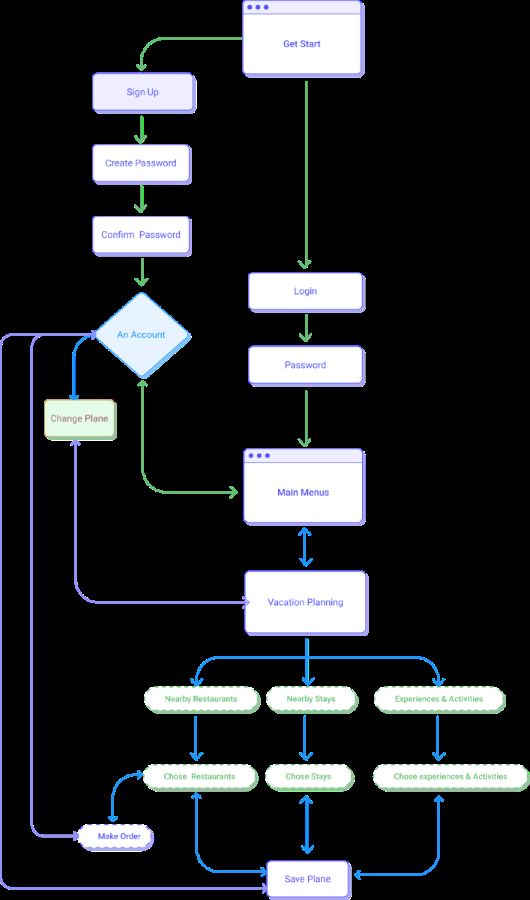 Get Start
Sign Up
Create Password
Confirm Password
Login
An Account
Password
Change Plane
Main Menus
Vacation Planning
Nearby Restaurants
Nearby Stays
Experiences & Activities
Chose Restaurants
Chose Stays
Chose experiences & Activities
Make Order
Save Plane